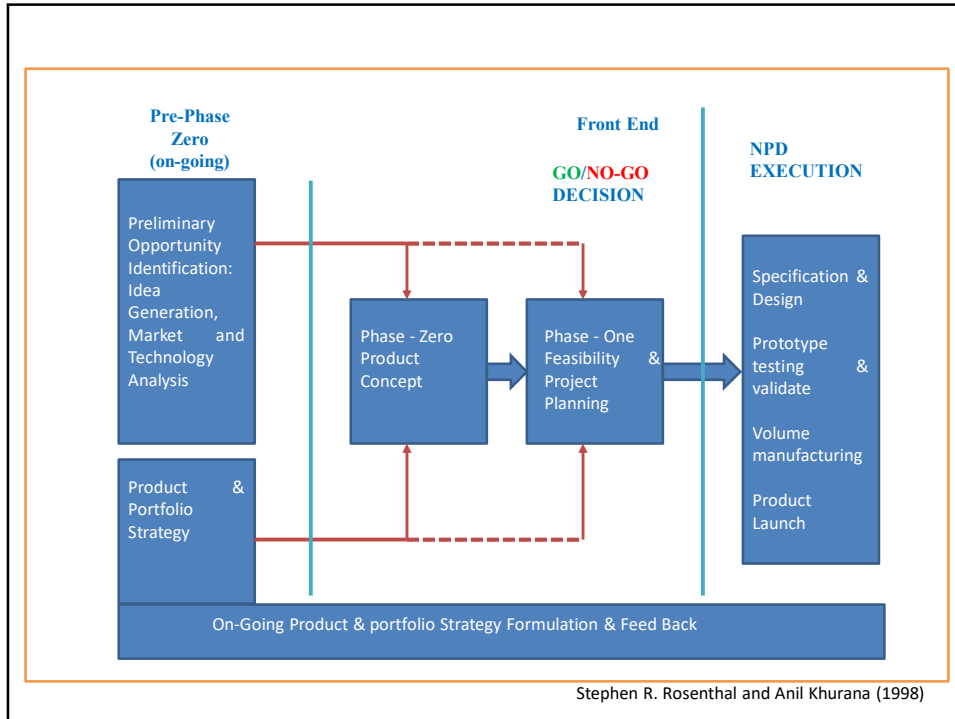 Pre-Phase
Zero
(on-going)
Front End
GO/NO-GO
DECISION
NPD
EXECUTION
Preliminary
Opportunity
Identification:
Idea
Generation,
Market and
Technology
Analysis
Phase - Zero
Product
Concept
Phase - One
Feasibility &
Project
Planning
Specification &
Design
Prototype
testing &
validate
Volume
manufacturing
Product
Launch
Product &
Portfolio
Strategy
On-Going Product & portfolio Strategy Formulation & Feed Back
Stephen R. Rosenthal and Anil Khurana (1998)